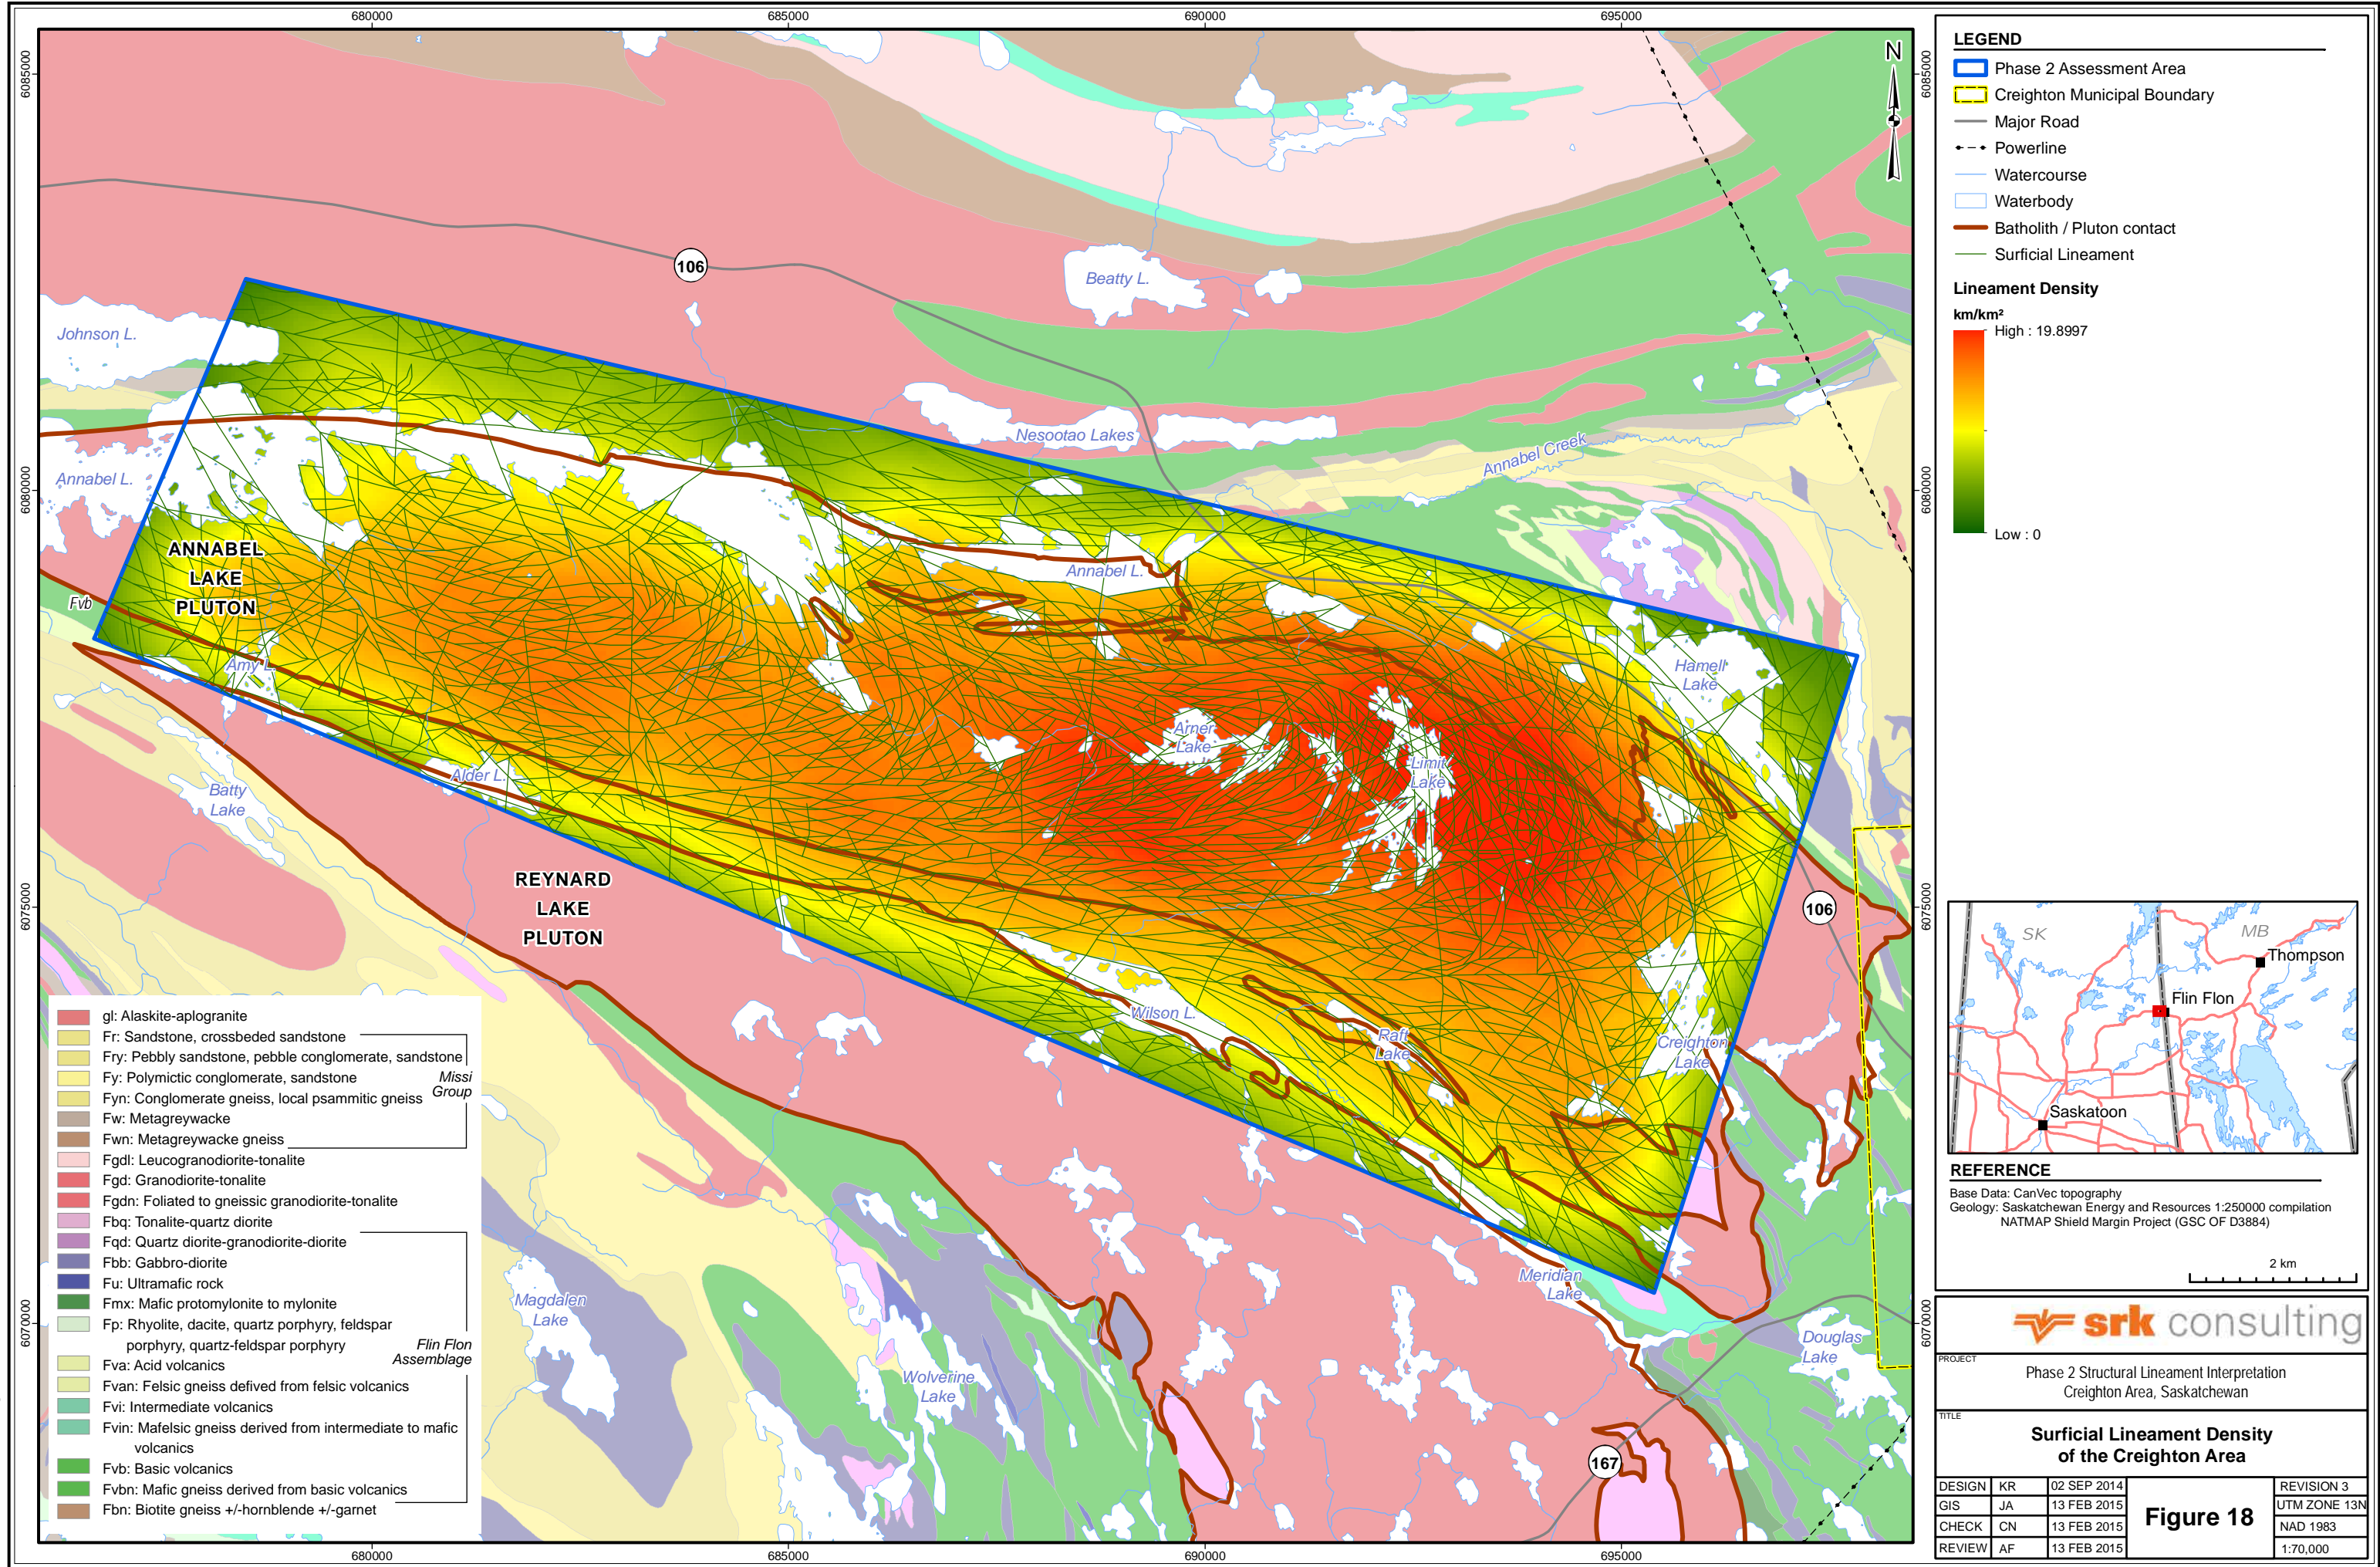 680000
685000
690000
695000
6085000
6085000
6080000
6080000
6075000
6075000
6070000
6070000
N
106
Johnson L.
Beatty L.
Nesootao Lakes
Annabel Creek
Annabel L.
ANNABEL
LAKE
PLUTON
Annabel L.
Fvb
Amy L.
Hamell
Lake
Arner
Lake
Limit
Lake
Alder L.
Batty
Lake
REYNARD
LAKE
PLUTON
106
Wilson L.
Raft
Lake
Creighton
Lake
Meridian
Lake
Magdalen
Lake
Wolverine
Lake
Douglas
Lake
167
680000
685000
690000
695000
gl: Alaskite-aplogranite
Fr: Sandstone, crossbeded sandstone
Fry: Pebbly sandstone, pebble conglomerate, sandstone
Fy: Polymictic conglomerate, sandstone
Fyn: Conglomerate gneiss, local psammitic gneiss
Missi
Group
Fw: Metagreywacke
Fwn: Metagreywacke gneiss
Fgdl: Leucogranodiorite-tonalite
Fgd: Granodiorite-tonalite
Fgdn: Foliated to gneissic granodiorite-tonalite
Fbq: Tonalite-quartz diorite
Fqd: Quartz diorite-granodiorite-diorite
Fbb: Gabbro-diorite
Fu: Ultramafic rock
Fmx: Mafic protomylonite to mylonite
Fp: Rhyolite, dacite, quartz porphyry, feldspar
porphyry, quartz-feldspar porphyry
Flin Flon
Assemblage
Fva: Acid volcanics
Fvan: Felsic gneiss defived from felsic volcanics
Fvi: Intermediate volcanics
Fvin: Mafelsic gneiss derived from intermediate to mafic
volcanics
Fvb: Basic volcanics
Fvbn: Mafic gneiss derived from basic volcanics
Fbn: Biotite gneiss +/-hornblende +/-garnet
LEGEND
Phase 2 Assessment Area
Creighton Municipal Boundary
Major Road
Powerline
Watercourse
Waterbody
Batholith / Pluton contact
Surficial Lineament
Lineament Density
km/km²
High : 19.8997
Low : 0
SK
MB
Thompson
Flin Flon
Saskatoon
REFERENCE
Base Data: CanVec topography
Geology: Saskatchewan Energy and Resources 1:250000 compilation
NATMAP Shield Margin Project (GSC OF D3884)
2 km
srk consulting
PROJECT
Phase 2 Structural Lineament Interpretation
Creighton Area, Saskatchewan
TITLE
Surficial Lineament Density
of the Creighton Area
DESIGN KR 02 SEP 2014
GIS JA 13 FEB 2015
CHECK CN 13 FEB 2015
REVIEW AF 13 FEB 2015
Figure 18
REVISION 3
UTM ZONE 13N
NAD 1983
1:70,000